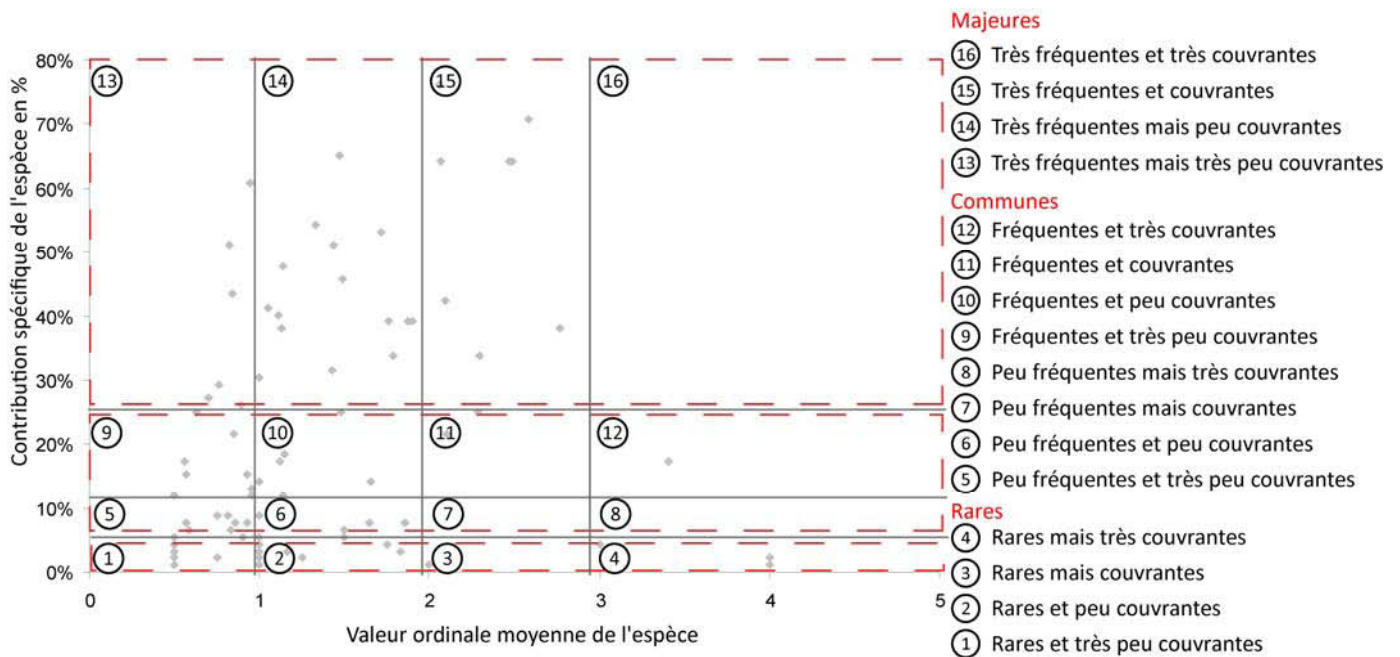 Contribution spécifique de l'espèce en %
80%
70%
60%
50%
40%
30%
20%
10%
0%
13
14
15
16
9
10
11
12
5
6
7
8
1
2
3
4
0
1
2
3
4
5
Valeur ordinale moyenne de l'espèce
Majeures
16 Très fréquentes et très couvrantes
15 Très fréquentes et couvrantes
14 Très fréquentes mais peu couvrantes
13 Très fréquentes mais très peu couvrantes
Communes
12 Fréquentes et très couvrantes
11 Fréquentes et couvrantes
10 Fréquentes et peu couvrantes
9 Fréquentes et très peu couvrantes
8 Peu fréquentes mais très couvrantes
7 Peu fréquentes mais couvrantes
6 Peu fréquentes et peu couvrantes
5 Peu fréquentes et très peu couvrantes
Rares
4 Rares mais très couvrantes
3 Rares mais couvrantes
2 Rares et peu couvrantes
1 Rares et très peu couvrantes